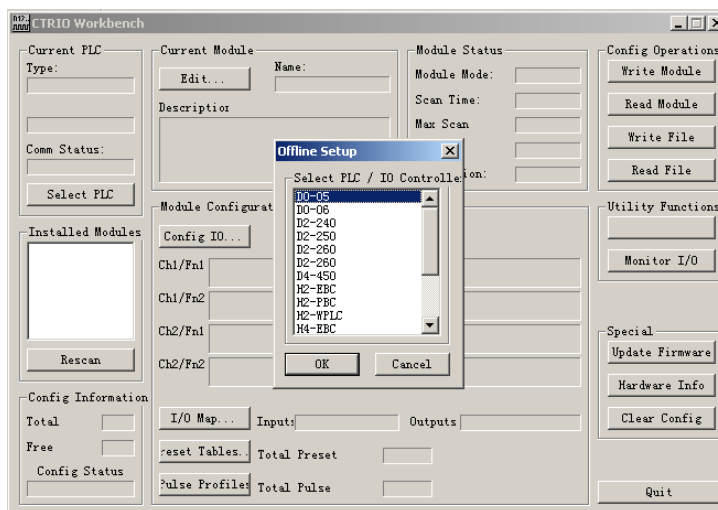 CTRIO Workbench
Current PLC
Type:
Comm Status:
Select PLC
Installed Modules
Rescan
Config Information
Total
Free
Config Status
Current Module
Edit...
Name:
Descriptior
Module Configurat
Config IO...
Ch1/Fn1
Ch1/Fn2
Ch2/Fn1
Ch2/Fn2
I/O Map...
Input:
Outputs
reset Tables..
Total Preset
Pulse Profiles
Total Pulse
Module Status
Module Mode:
Scan Time:
Max Scan
ion:
Offline Setup
Select PLC / IO Controlle
D0-05
D0-06
D2-240
D2-250
D2-260
D2-260
D4-450
H2-EBC
H2-PBC
H2-WPLC
H4-EBC
OK
Cancel
Config Operations
Write Module
Read Module
Write File
Read File
Utility Functions
Monitor I/O
Special
Update Firmware
Hardware Info
Clear Config
Quit